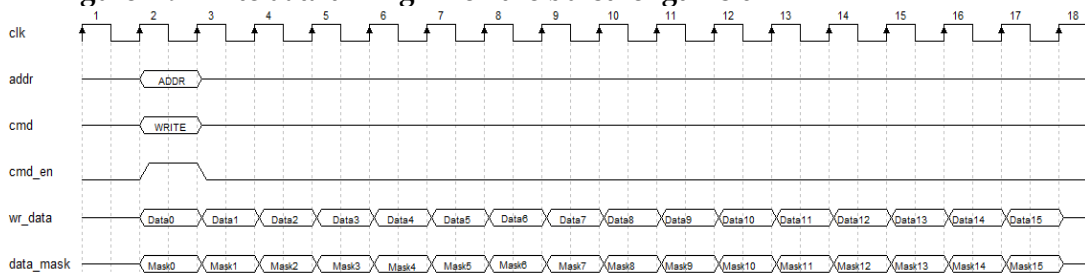 1 2 3 4 5 6 7 8 9 10 11 12 13 14 15 16 17 18
clk
addr ADDR
cmd WRITE
cmd_en
wr_data Data0 Data1 Data2 Data3 Data4 Data5 Data6 Data7 Data8 Data9 Data10 Data11 Data12 Data13 Data14 Data15
data_mask Mask0 Mask1 Mask2 Mask3 Mask4 Mask5 Mask6 Mask7 Mask8 Mask9 Mask10 Mask11 Mask12 Mask13 Mask14 Mask15